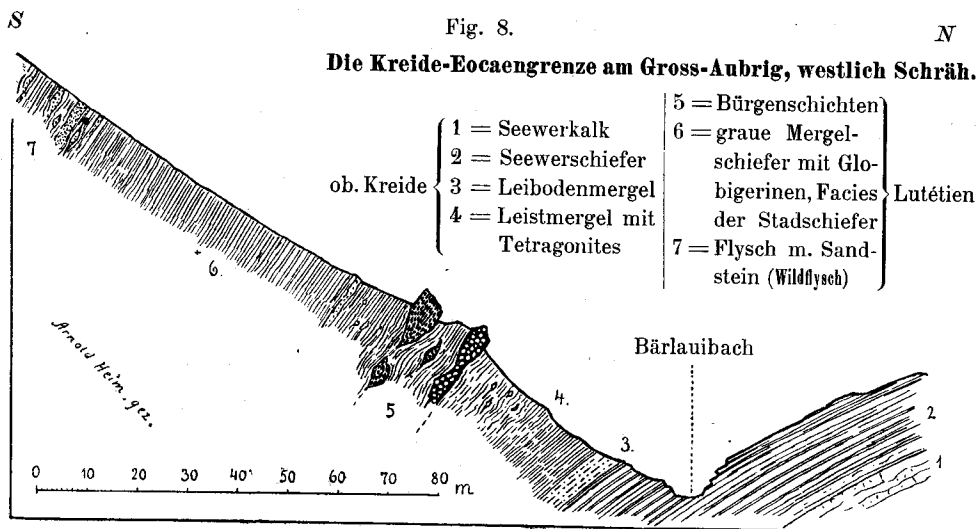 S
Fig. 8.
N
Die Kreide-Eocaengrenze am Gross-Aubrig, westlich Schräh.
ob. Kreide
1 = Seewerkalk
2 = Seewerschiefer
3 = Leibodenmergel
4 = Leistmergel mit
Tetragonites
5 = Bürgenschichten
6 = graue Mergel-
schiefer mit Glo-
bigerinen, Facies
der Stadschiefer
7 = Flysch m. Sand-
stein (Wildflysch)
Lutétien
7
6.
Arnold Heim. gez.
5
Bärlauibach
4.
3.
2
1
0 10 20 30 40 50 60 70 80 m